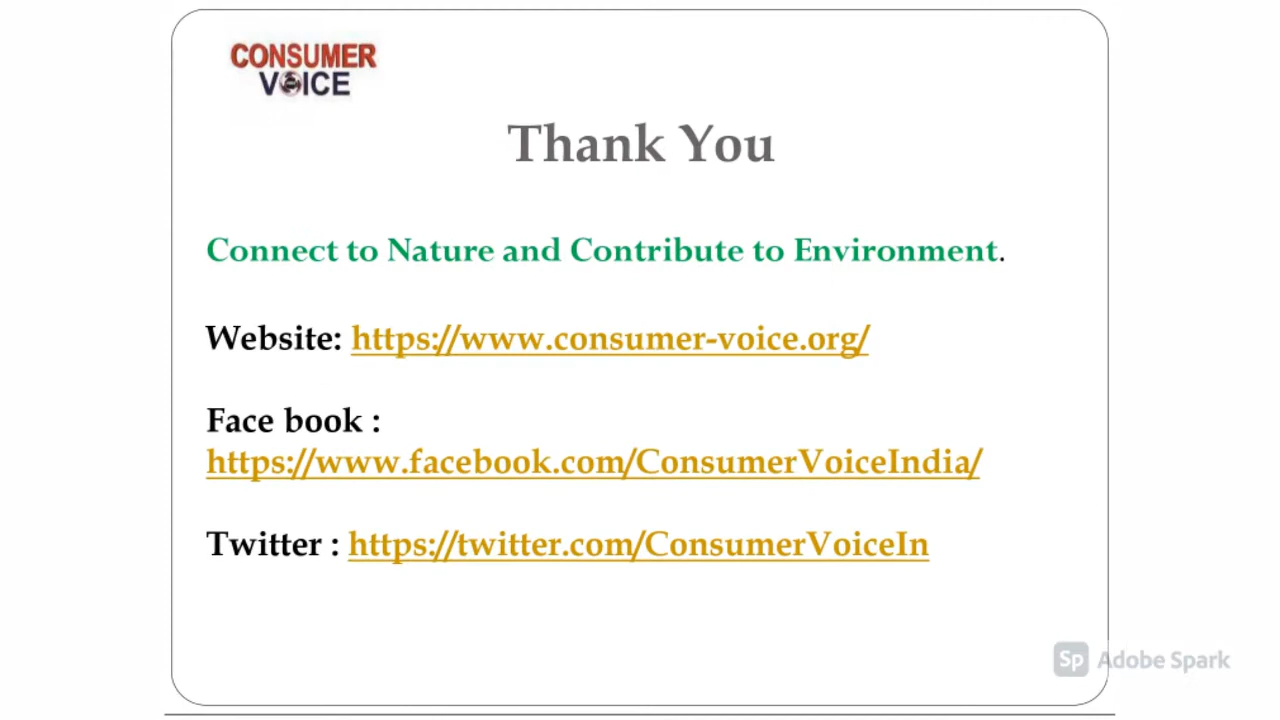 CONSUMER
VOICE
Thank You
Connect to Nature and Contribute to Environment.
Website: https://www.consumer-voice.org/
Face book :
https://www.facebook.com/ConsumerVoiceIndia/
Twitter : https://twitter.com/ConsumerVoiceIn
Sp Adobe Spark